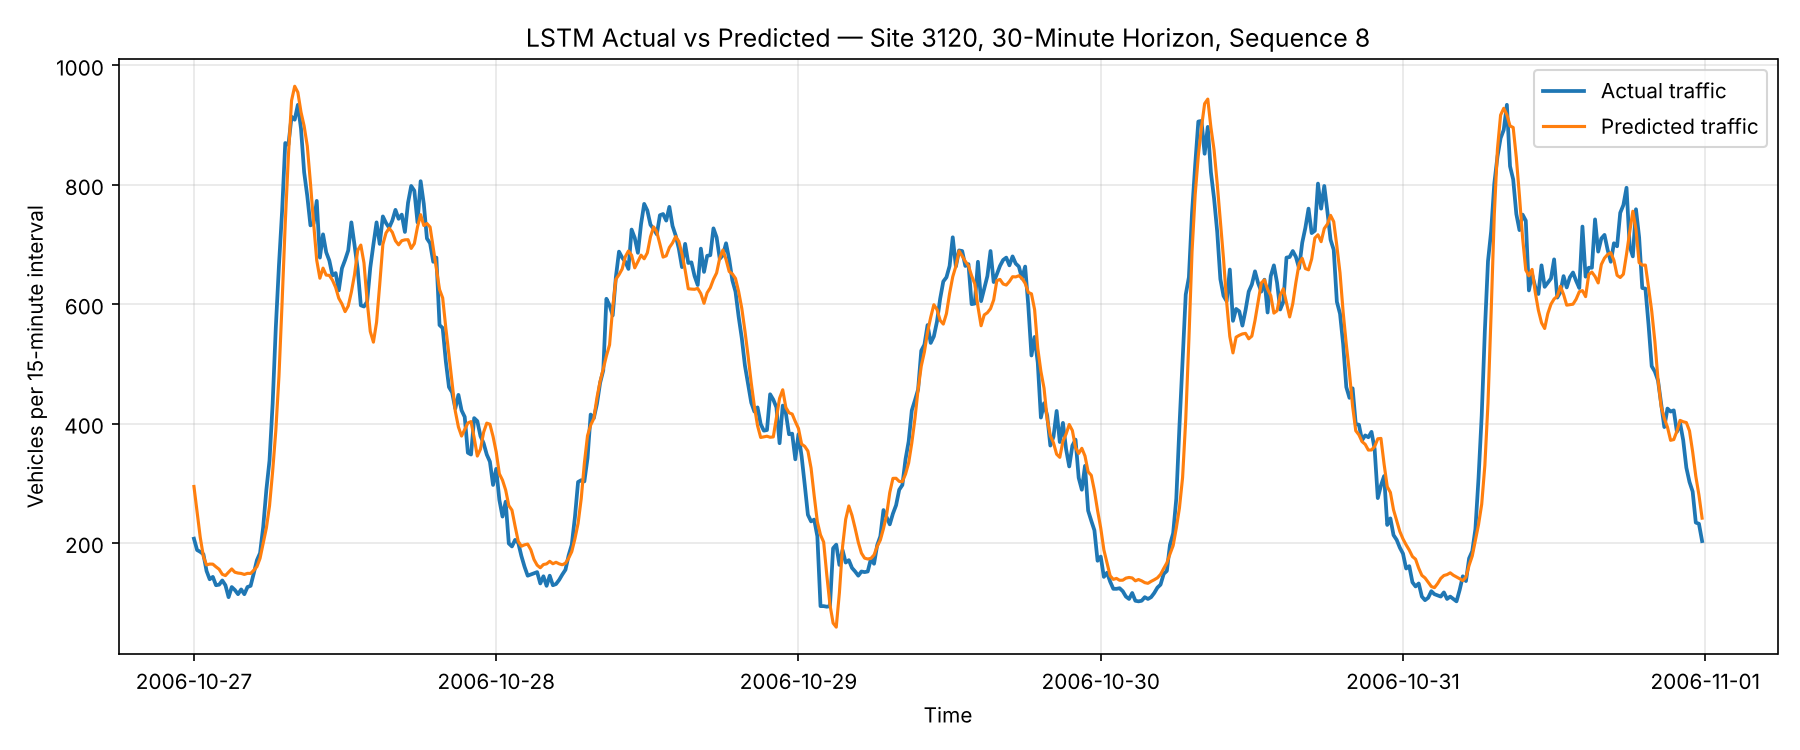 LSTM Actual vs Predicted — Site 3120, 30-Minute Horizon, Sequence 8
Actual traffic
Predicted traffic
Vehicles per 15-minute interval
1000
800
600
400
200
2006-10-27
2006-10-28
2006-10-29
2006-10-30
2006-10-31
2006-11-01
Time